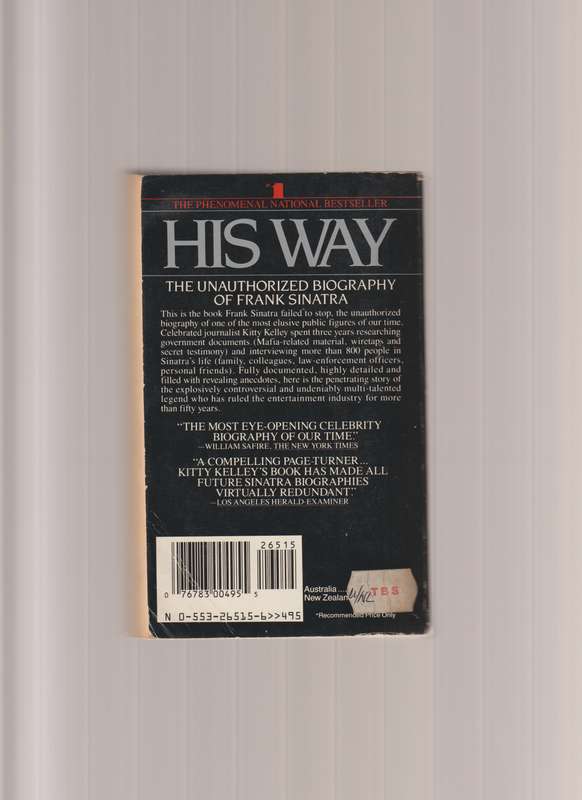 #1
THE PHENOMENAL NATIONAL BESTSELLER
HIS WAY
THE UNAUTHORIZED BIOGRAPHY
OF FRANK SINATRA
This is the book Frank Sinatra failed to stop, the unauthorized
biography of one of the most elusive public figures of our time.
Celebrated journalist Kitty Kelley spent three years researching
government documents (Mafia-related material, wiretaps and
secret testimony) and interviewing more than 800 people in
Sinatra's life (family, colleagues, law-enforcement officers,
personal friends). Fully documented, highly detailed and
filled with revealing anecdotes, here is the penetrating story of
the explosively controversial and undeniably multi-talented
legend who has ruled the entertainment industry for more
than fifty years.
"THE MOST EYE-OPENING CELEBRITY
BIOGRAPHY OF OUR TIME."
—WILLIAM SAFIRE, THE NEW YORK TIMES
"A COMPELLING PAGE-TURNER...
KITTY KELLEY'S BOOK HAS MADE ALL
FUTURE SINATRA BIOGRAPHIES
VIRTUALLY REDUNDANT."
—LOS ANGELES HERALD-EXAMINER
26515
0 76783 00495 5
N 0-553-26515-6>>495
Australia....
New Zealan
TBS
*Recommended Price Only